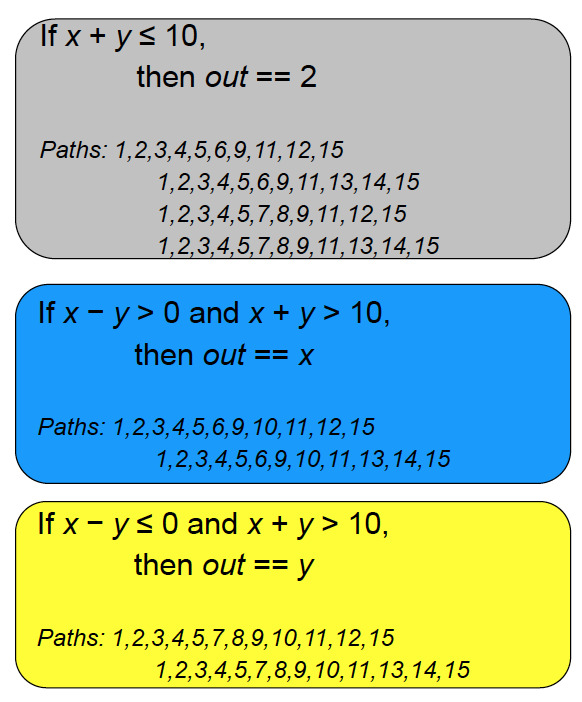 If x + y ≤ 10,
then out == 2
Paths: 1,2,3,4,5,6,9,11,12,15
1,2,3,4,5,6,9,11,13,14,15
1,2,3,4,5,7,8,9,11,12,15
1,2,3,4,5,7,8,9,11,13,14,15
If x − y > 0 and x + y > 10,
then out == x
Paths: 1,2,3,4,5,6,9,10,11,12,15
1,2,3,4,5,6,9,10,11,13,14,15
If x − y ≤ 0 and x + y > 10,
then out == y
Paths: 1,2,3,4,5,7,8,9,10,11,12,15
1,2,3,4,5,7,8,9,10,11,13,14,15